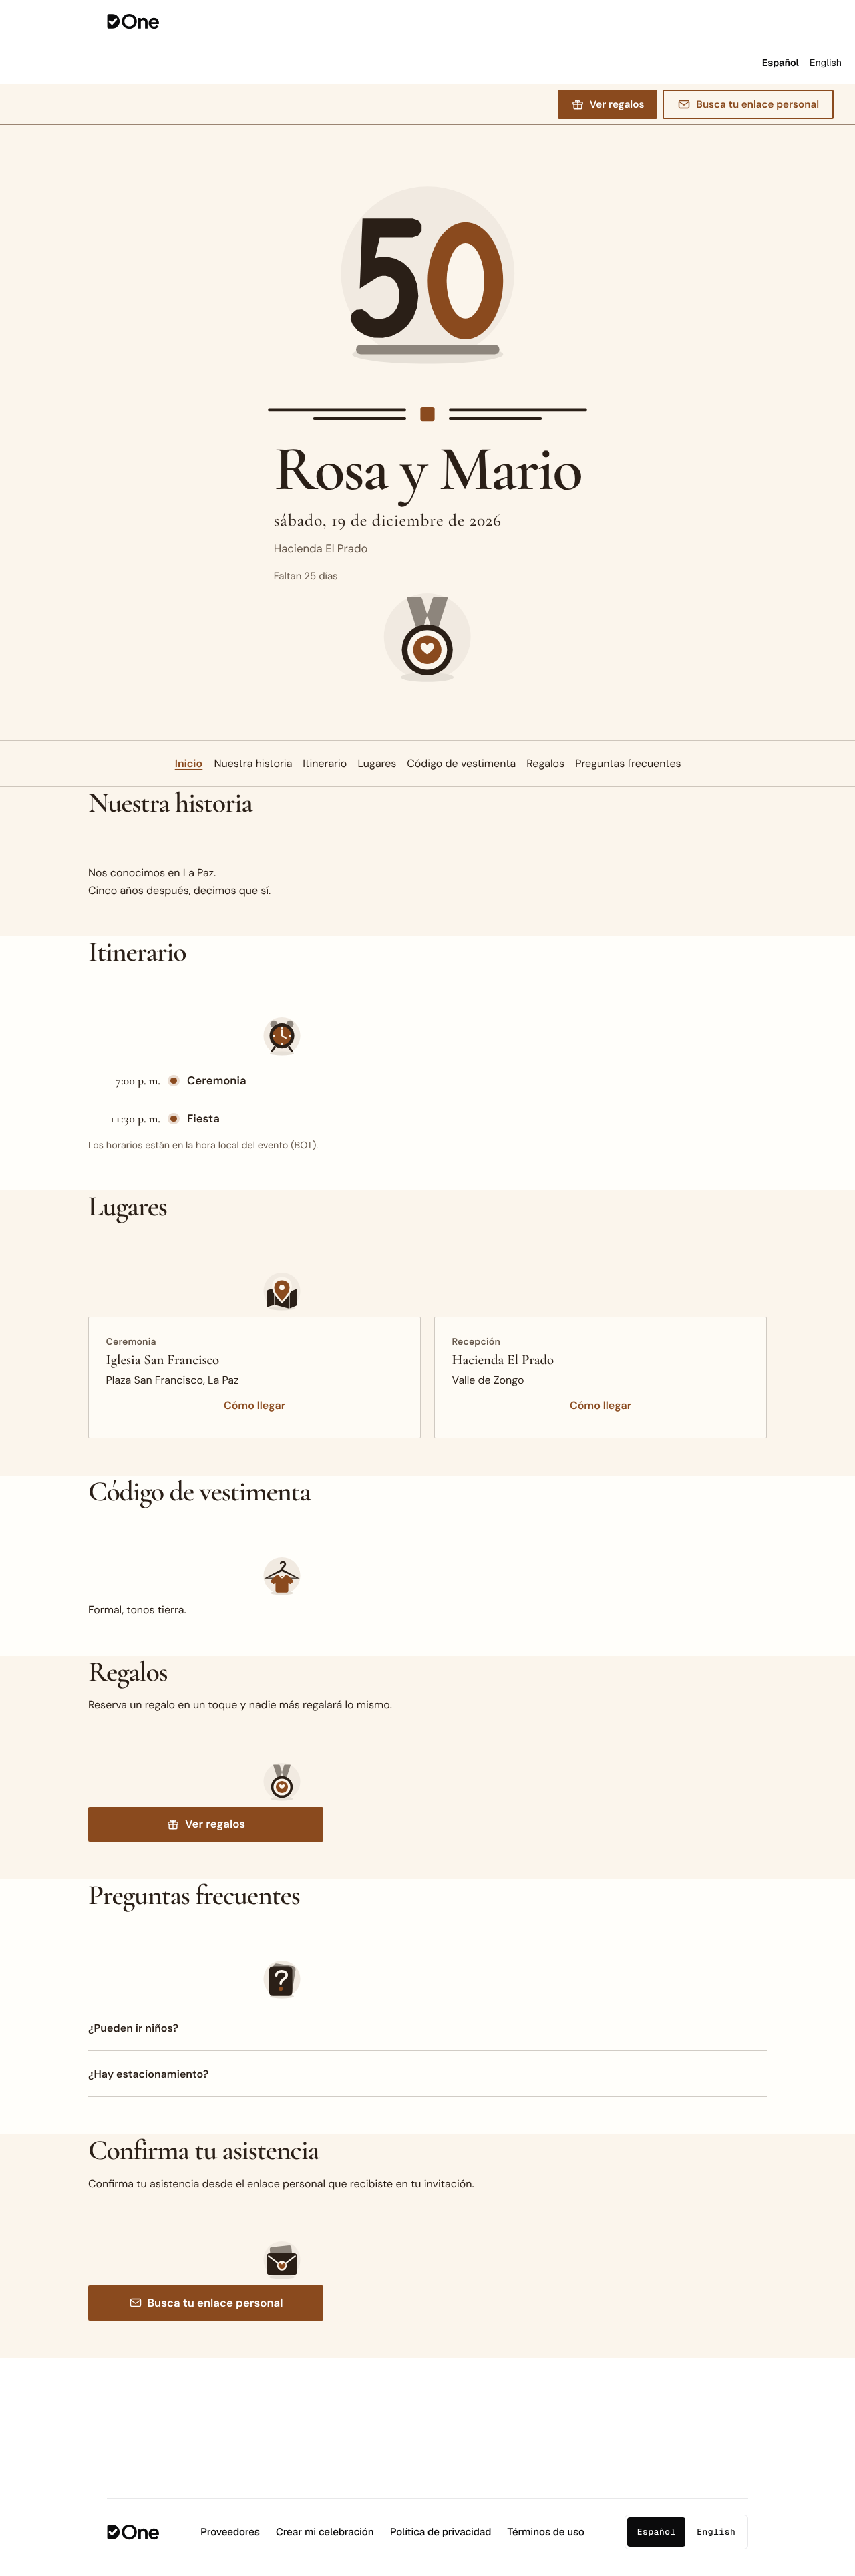 One
Español English
Ver regalos Busca tu enlace personal
50
Rosa y Mario
sábado, 19 de diciembre de 2026
Hacienda El Prado
Faltan 25 días
Inicio Nuestra historia Itinerario Lugares Código de vestimenta Regalos Preguntas frecuentes
Nuestra historia
Nos conocimos en La Paz.
Cinco años después, decimos que sí.
Itinerario
7:00 p. m. Ceremonia
11:30 p. m. Fiesta
Los horarios están en la hora local del evento (BOT).
Lugares
Ceremonia
Iglesia San Francisco
Plaza San Francisco, La Paz
Cómo llegar
Recepción
Hacienda El Prado
Valle de Zongo
Cómo llegar
Código de vestimenta
Formal, tonos tierra.
Regalos
Reserva un regalo en un toque y nadie más regalará lo mismo.
Ver regalos
Preguntas frecuentes
?
¿Pueden ir niños?
¿Hay estacionamiento?
Confirma tu asistencia
Confirma tu asistencia desde el enlace personal que recibiste en tu invitación.
Busca tu enlace personal
One Proveedores Crear mi celebración Política de privacidad Términos de uso Español English